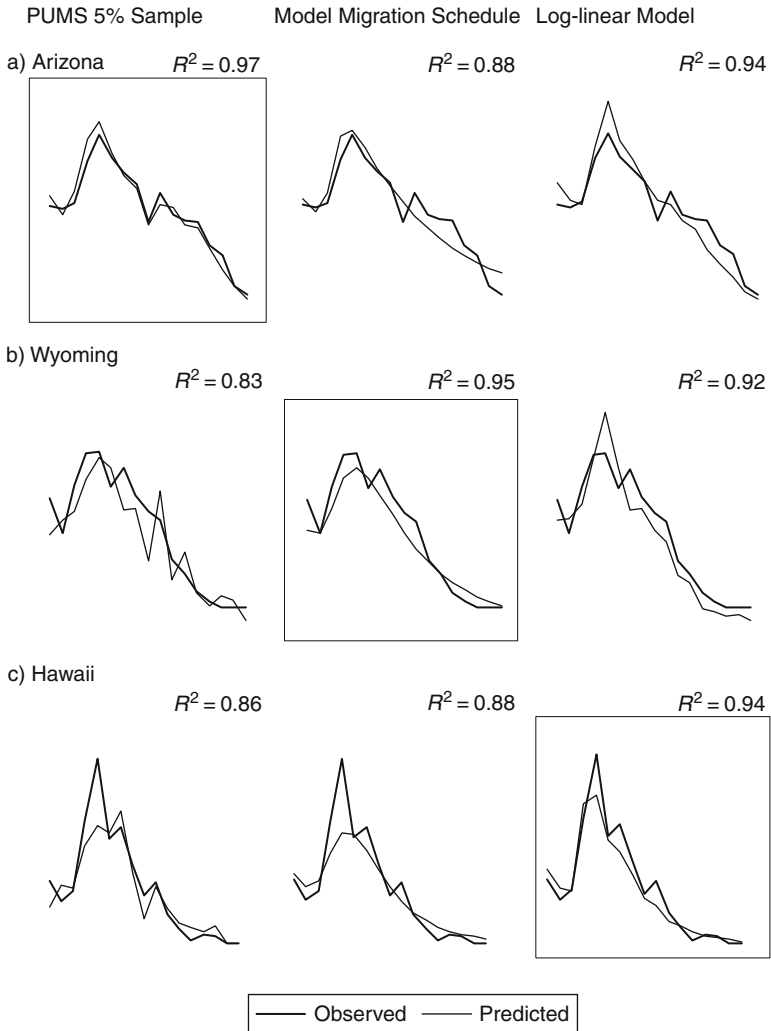 PUMS 5% Sample Model Migration Schedule Log-linear Model
a) Arizona R² = 0.97 R² = 0.88 R² = 0.94
b) Wyoming
R² = 0.83 R² = 0.95 R² = 0.92
c) Hawaii
R² = 0.86 R² = 0.88 R² = 0.94
Observed Predicted